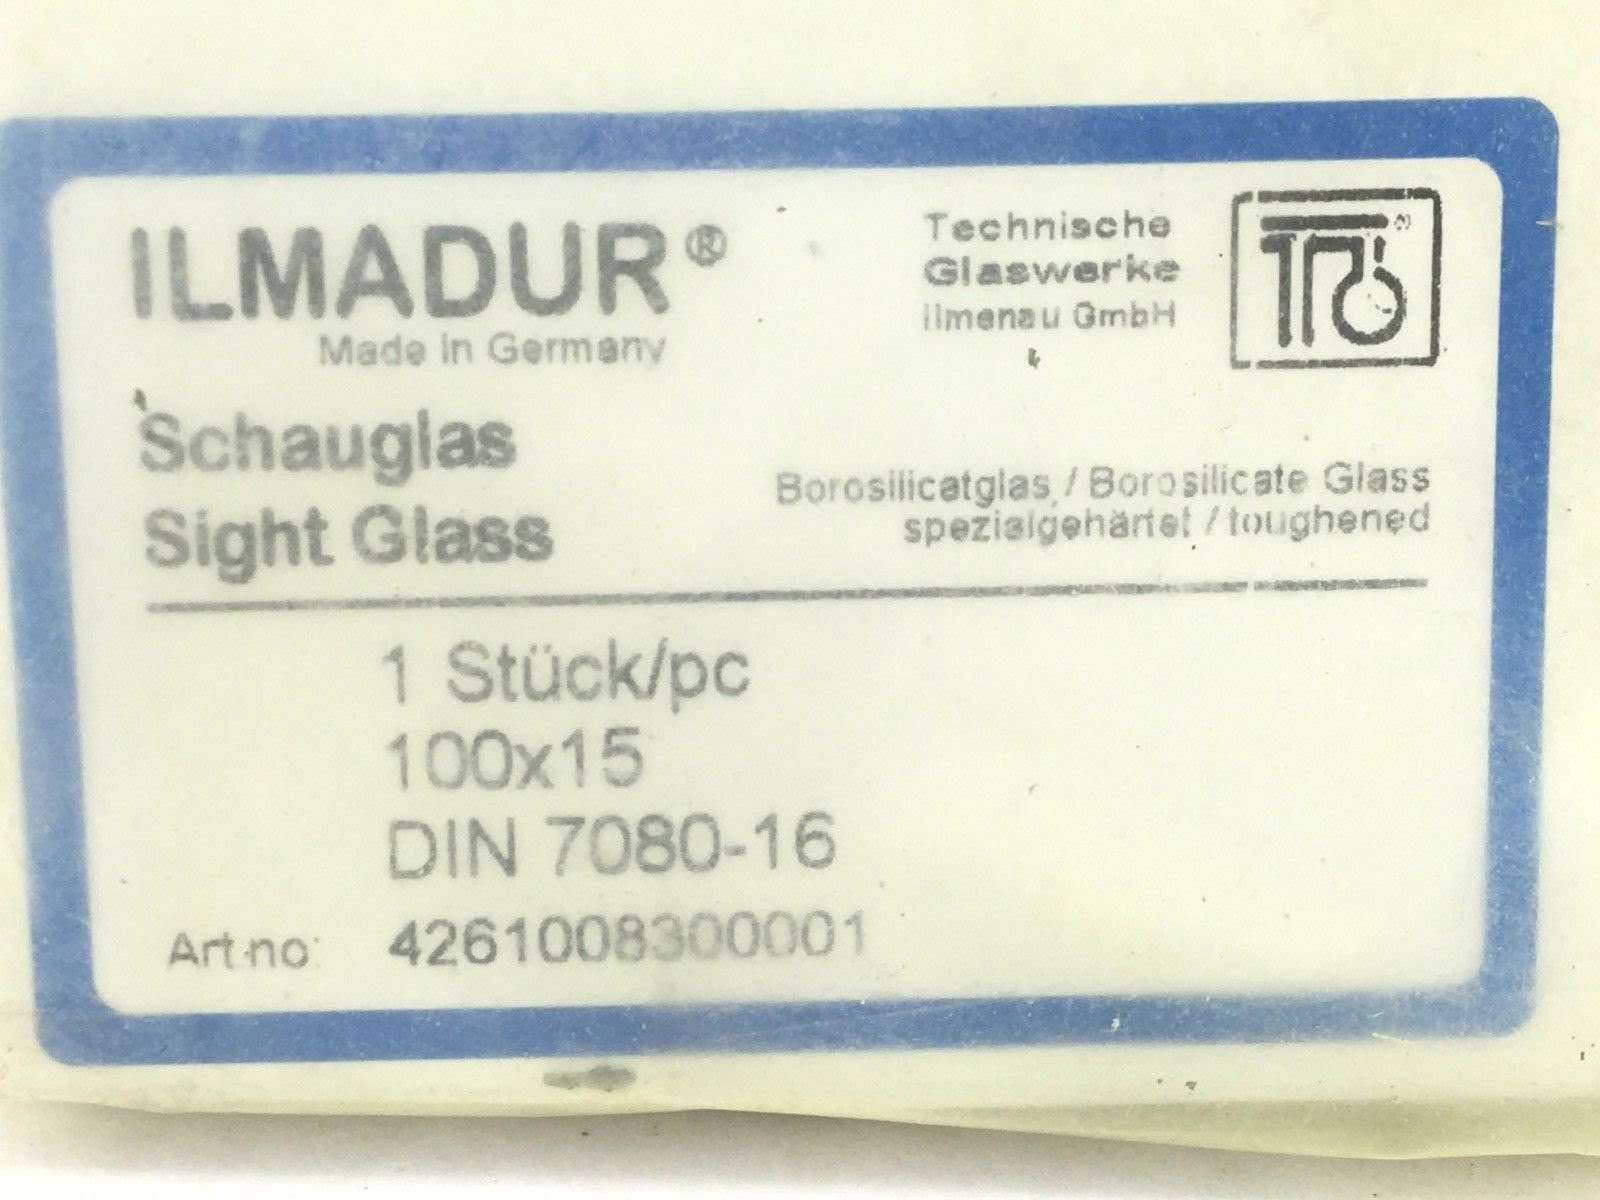 ILMADUR®
Made in Germany
Technische
Glaswerke
Ilmenau GmbH
Schauglas
Sight Glass
Borosilicatglas / Borosilicate Glass
spezialgehärtet / toughened
1 Stück/pc
100x15
DIN 7080-16
Art.no: 4261008300001